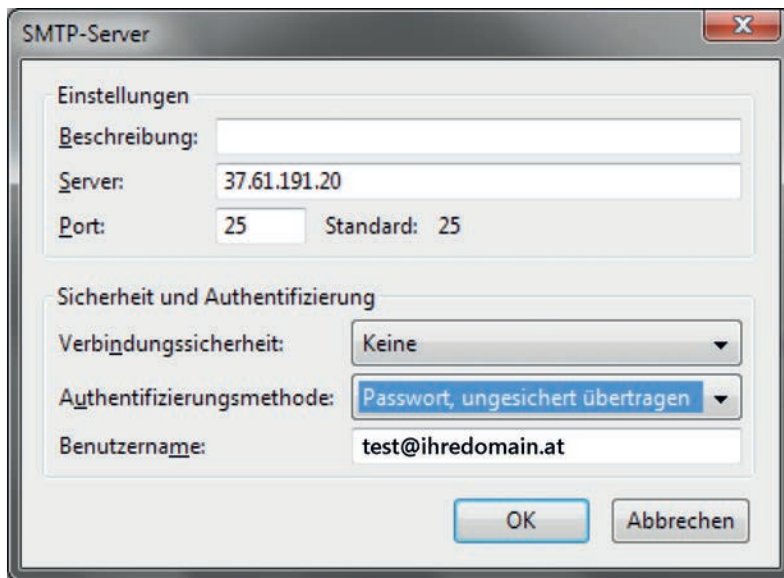 SMTP-Server
Einstellungen
Beschreibung:
Server: 37.61.191.20
Port: 25 Standard: 25
Sicherheit und Authentifizierung
Verbindungssicherheit: Keine
Authentifizierungsmethode: Passwort, ungesichert übertragen
Benutzername: test@ihredomain.at
OK Abbrechen